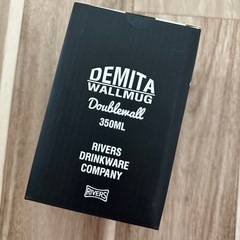 DEMITA
WALLMUG
Doublewall
350ML
RIVERS
DRINKWARE
COMPANY
RIVERS